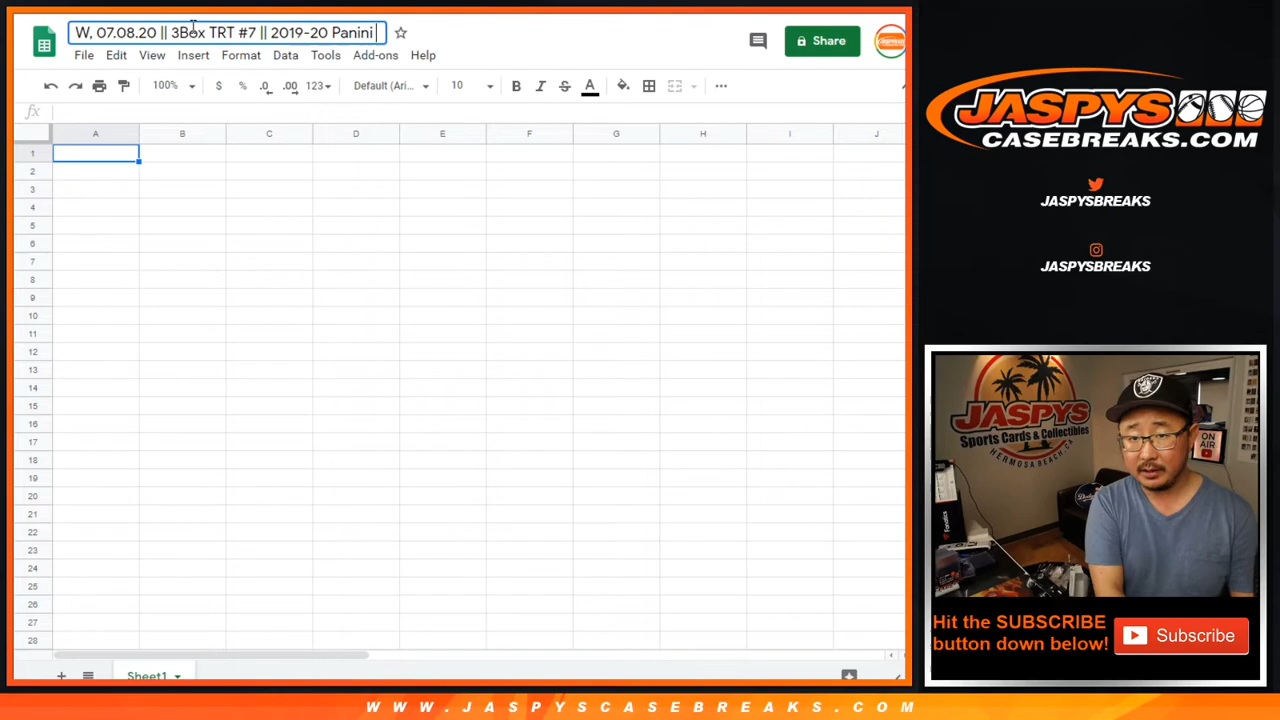 W, 07.08.20 || 3Box TRT #7 || 2019-20 Panini
File Edit View Insert Format Data Tools Add-ons Help
Share
100% $ % .0 .00 123 Default (Ari... 10 B I S A
fx
A B C D E F G H I J
1
2
3
4
5
6
7
8
9
10
11
12
13
14
15
16
17
18
19
20
21
22
23
24
25
26
27
28
Sheet1
JASPYS
CASEBREAKS.COM
JASPYSBREAKS
JASPYSBREAKS
JASPYS
Sports Cards & Collectibles
HERMOSA BEACH, CA
ON AIR
Dodgers
Fanatics
Hit the SUBSCRIBE
button down below!
Subscribe
WWW.JASPYSCASEBREAKS.COM